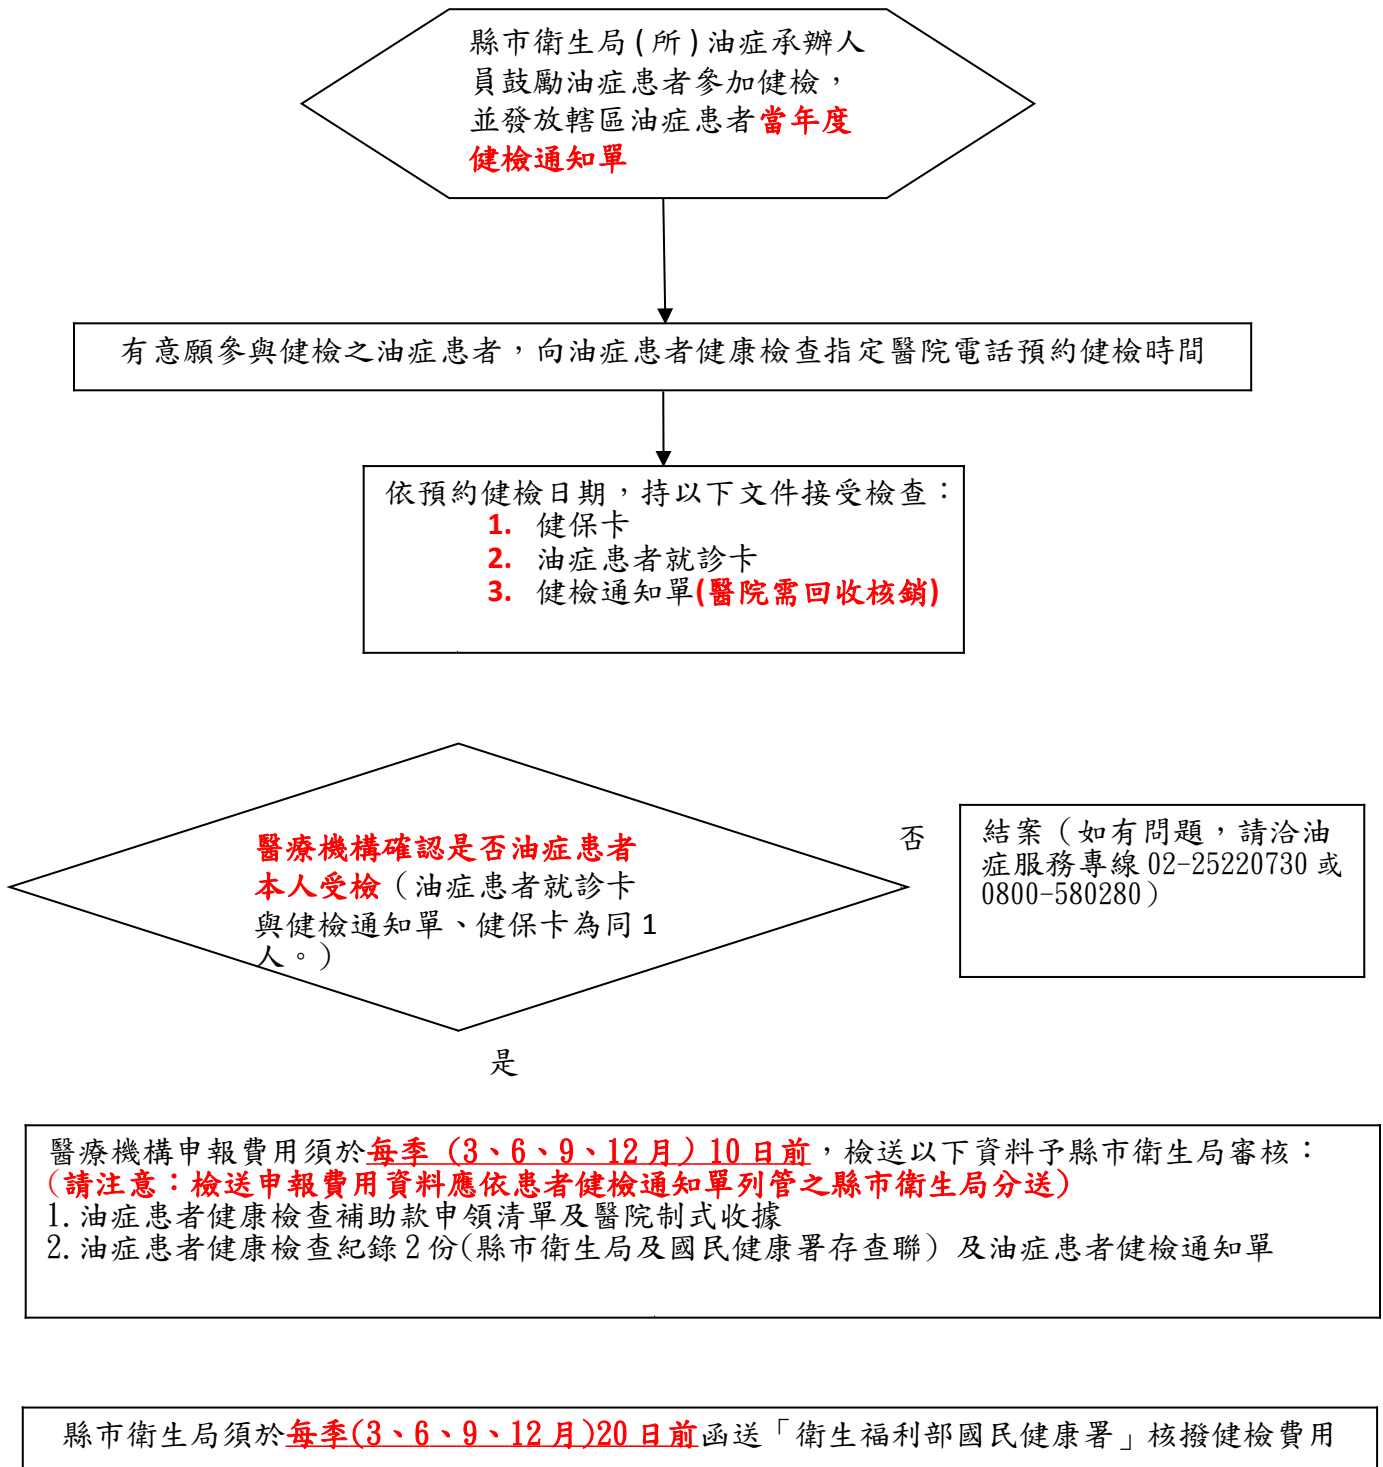 縣市衛生局(所)油症承辦人
員鼓勵油症患者參加健檢，
並發放轄區油症患者當年度
健檢通知單
有意願參與健檢之油症患者，向油症患者健康檢查指定醫院電話預約健檢時間
依預約健檢日期，持以下文件接受檢查：
1. 健保卡
2. 油症患者就診卡
3. 健檢通知單(醫院需回收核銷)
醫療機構確認是否油症患者
本人受檢（油症患者就診卡
與健檢通知單、健保卡為同1
人。）
否
結案（如有問題，請洽油
症服務專線 02-25220730 或
0800-580280）
是
醫療機構申報費用須於每季（3、6、9、12月）10日前，檢送以下資料予縣市衛生局審核：
（請注意：檢送申報費用資料應依患者健檢通知單列管之縣市衛生局分送)
1.油症患者健康檢查補助款申領清單及醫院制式收據
2.油症患者健康檢查紀錄2份(縣市衛生局及國民健康署存查聯）及油症患者健檢通知單
縣市衛生局須於每季(3、6、9、12月)20日前函送「衛生福利部國民健康署」核撥健檢費用